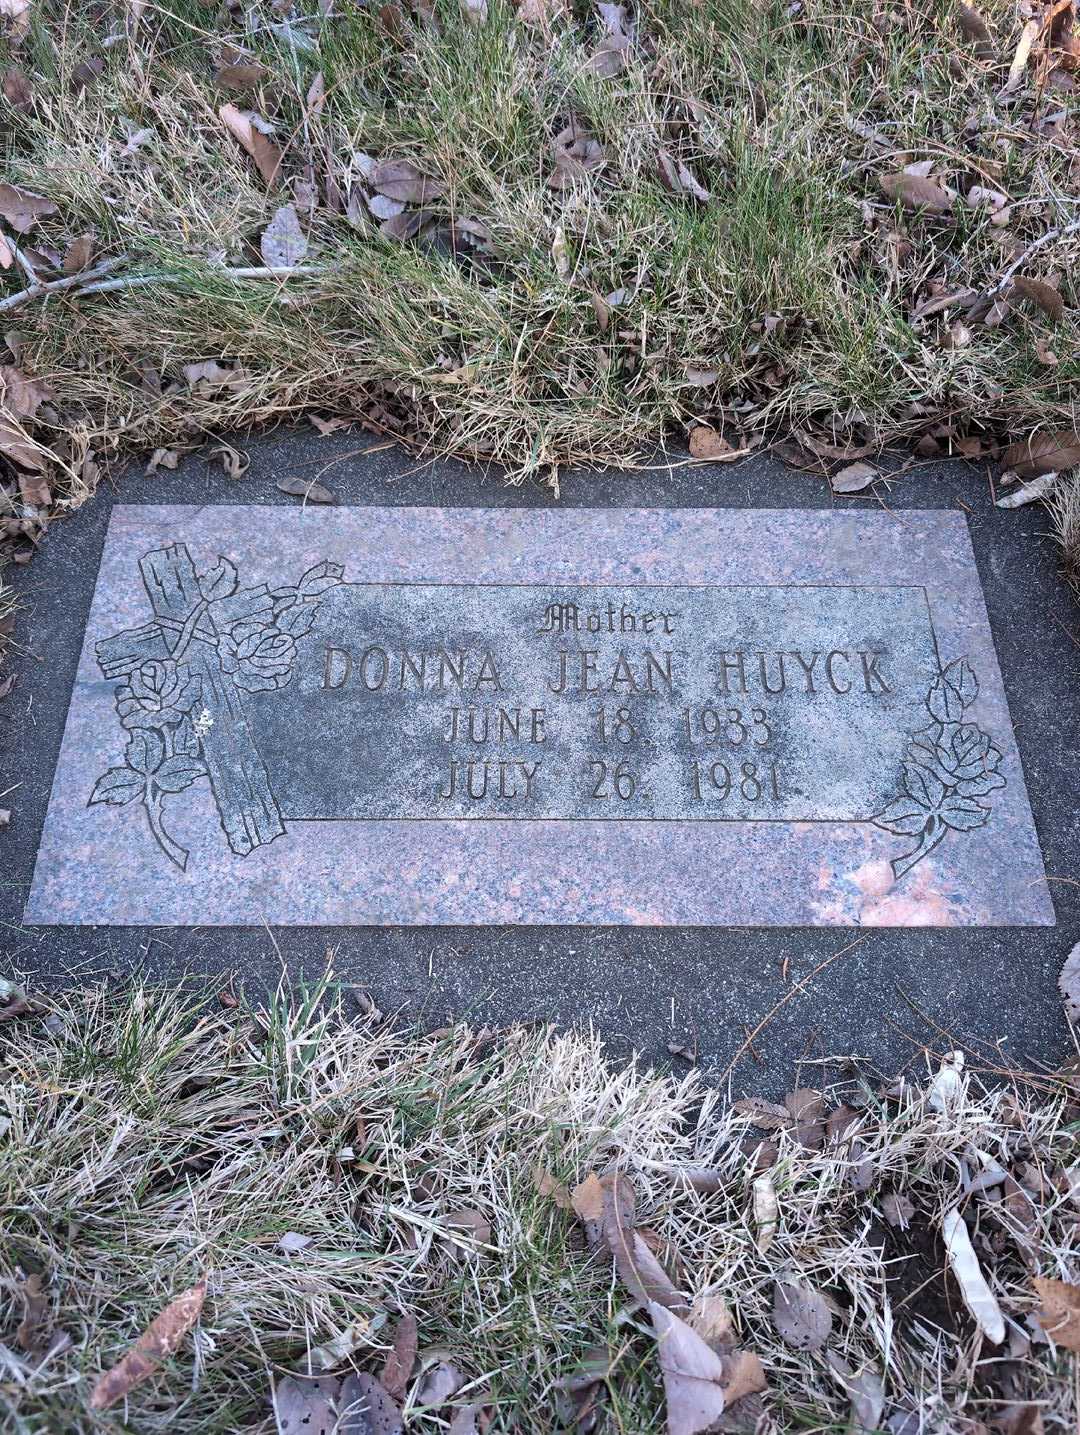 Mother
DONNA JEAN HUYCK
JUNE 18, 1933
JULY 26, 1981